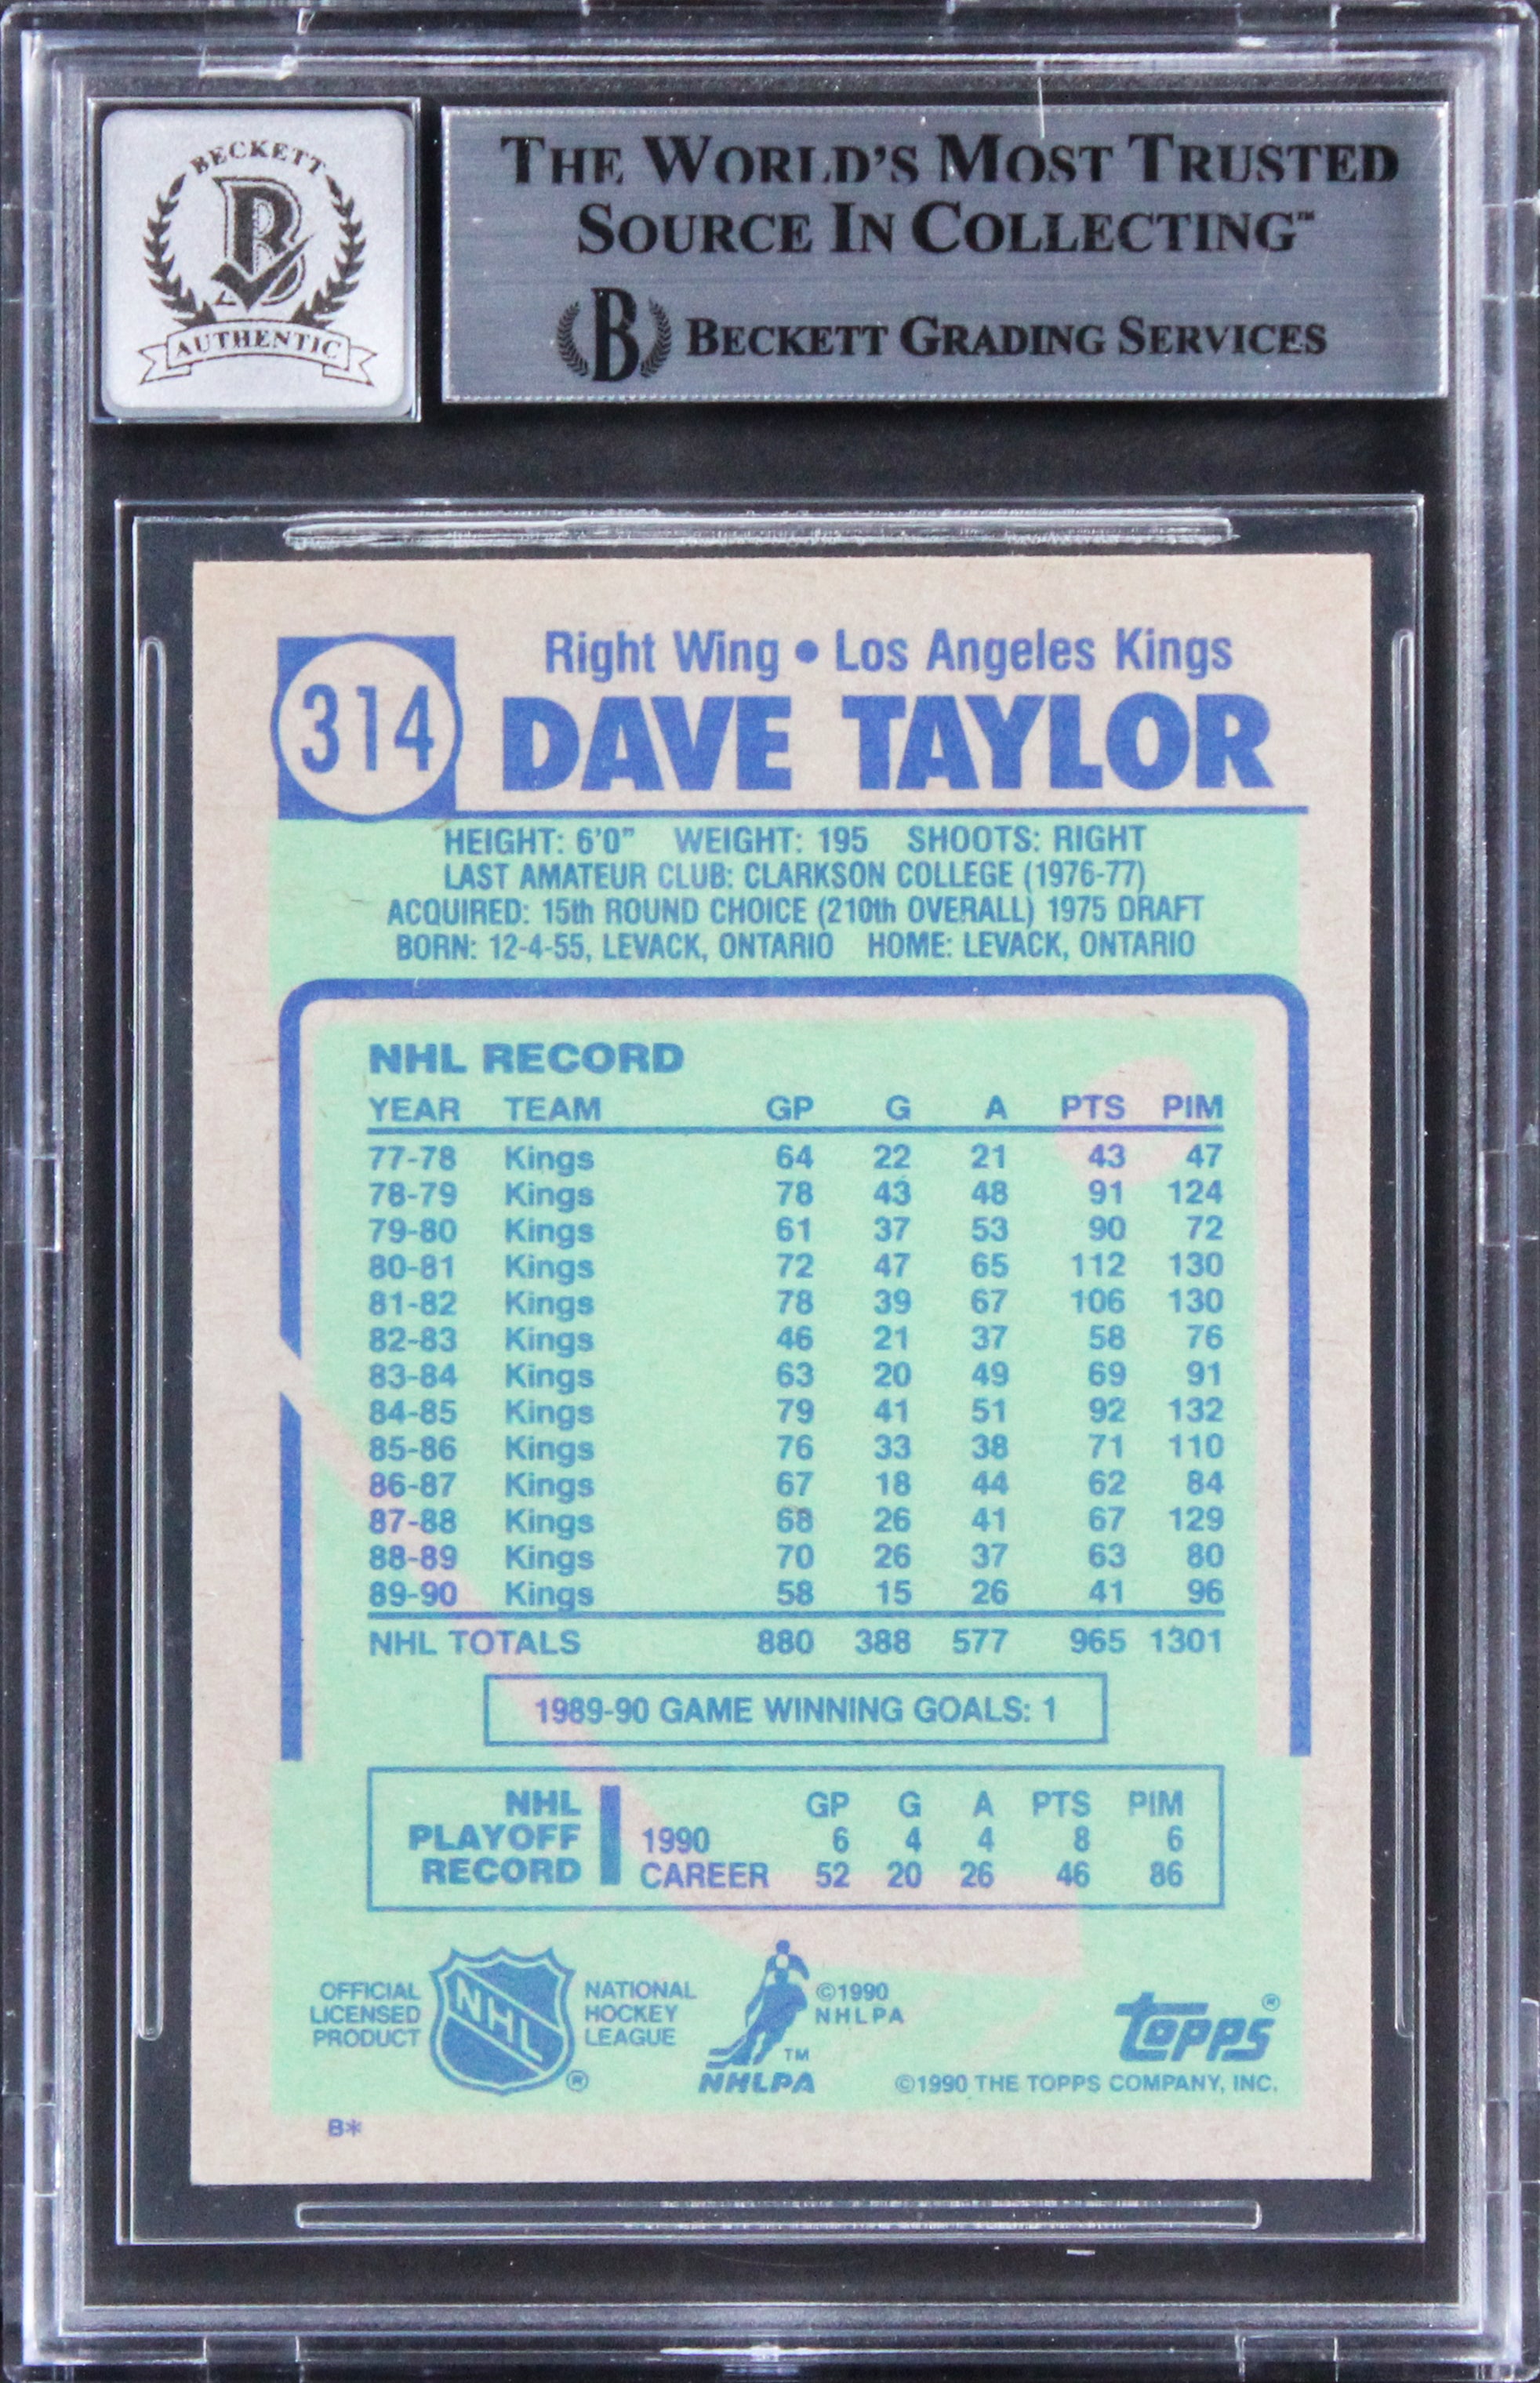 BECKETT
B
AUTHENTIC
THE WORLD'S MOST TRUSTED
SOURCE IN COLLECTING™
B BECKETT GRADING SERVICES
314
Right Wing • Los Angeles Kings
DAVE TAYLOR
HEIGHT: 6'0" WEIGHT: 195 SHOOTS: RIGHT
LAST AMATEUR CLUB: CLARKSON COLLEGE (1976-77)
ACQUIRED: 15th ROUND CHOICE (210th OVERALL) 1975 DRAFT
BORN: 12-4-55, LEVACK, ONTARIO HOME: LEVACK, ONTARIO
NHL RECORD
YEAR TEAM GP G A PTS PIM
77-78 Kings 64 22 21 43 47
78-79 Kings 78 43 48 91 124
79-80 Kings 61 37 53 90 72
80-81 Kings 72 47 65 112 130
81-82 Kings 78 39 67 106 130
82-83 Kings 46 21 37 58 76
83-84 Kings 63 20 49 69 91
84-85 Kings 79 41 51 92 132
85-86 Kings 76 33 38 71 110
86-87 Kings 67 18 44 62 84
87-88 Kings 68 26 41 67 129
88-89 Kings 70 26 37 63 80
89-90 Kings 58 15 26 41 96
NHL TOTALS 880 388 577 965 1301
1989-90 GAME WINNING GOALS: 1
NHL PLAYOFF RECORD
GP G A PTS PIM
1990 6 4 4 8 6
CAREER 52 20 26 46 86
OFFICIAL
LICENSED
PRODUCT
NHL
®
NATIONAL
HOCKEY
LEAGUE
©1990
NHLPA
TM
NHLPA
topps®
©1990 THE TOPPS COMPANY, INC.
B*